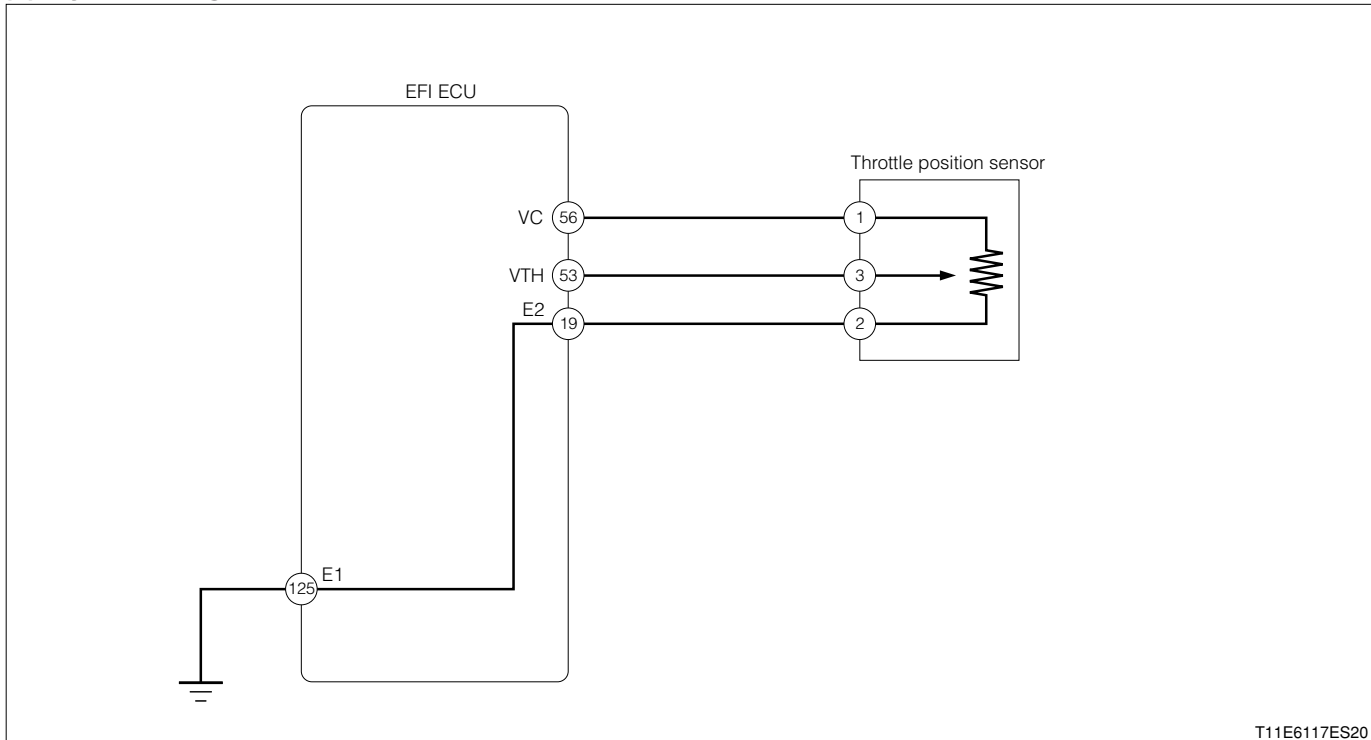 EFI ECU
Throttle position sensor
VC 56 1
VTH 53 3
E2
19 2
E1
125
T11E6117ES20